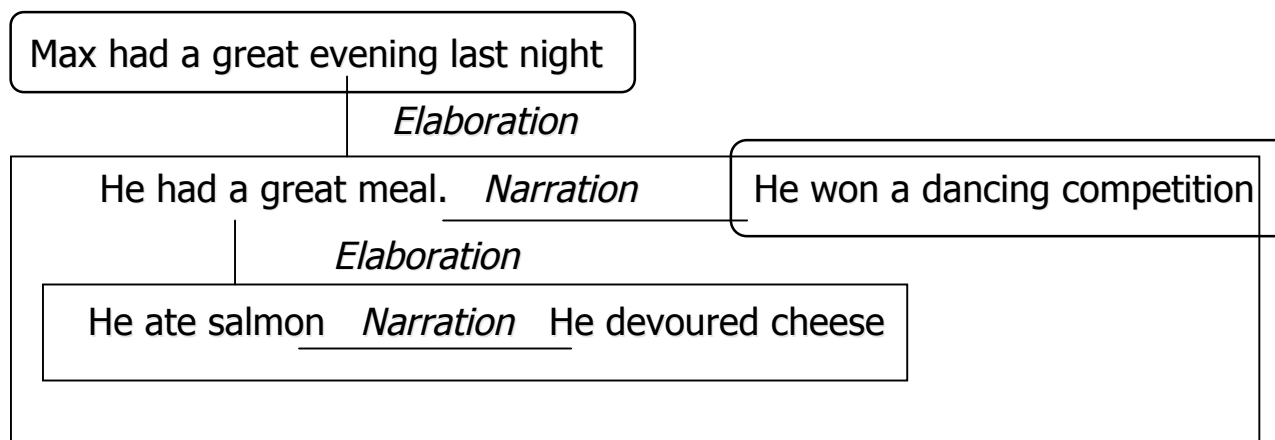 Max had a great evening last night
Elaboration
He had a great meal. Narration He won a dancing competition
Elaboration
He ate salmon Narration He devoured cheese